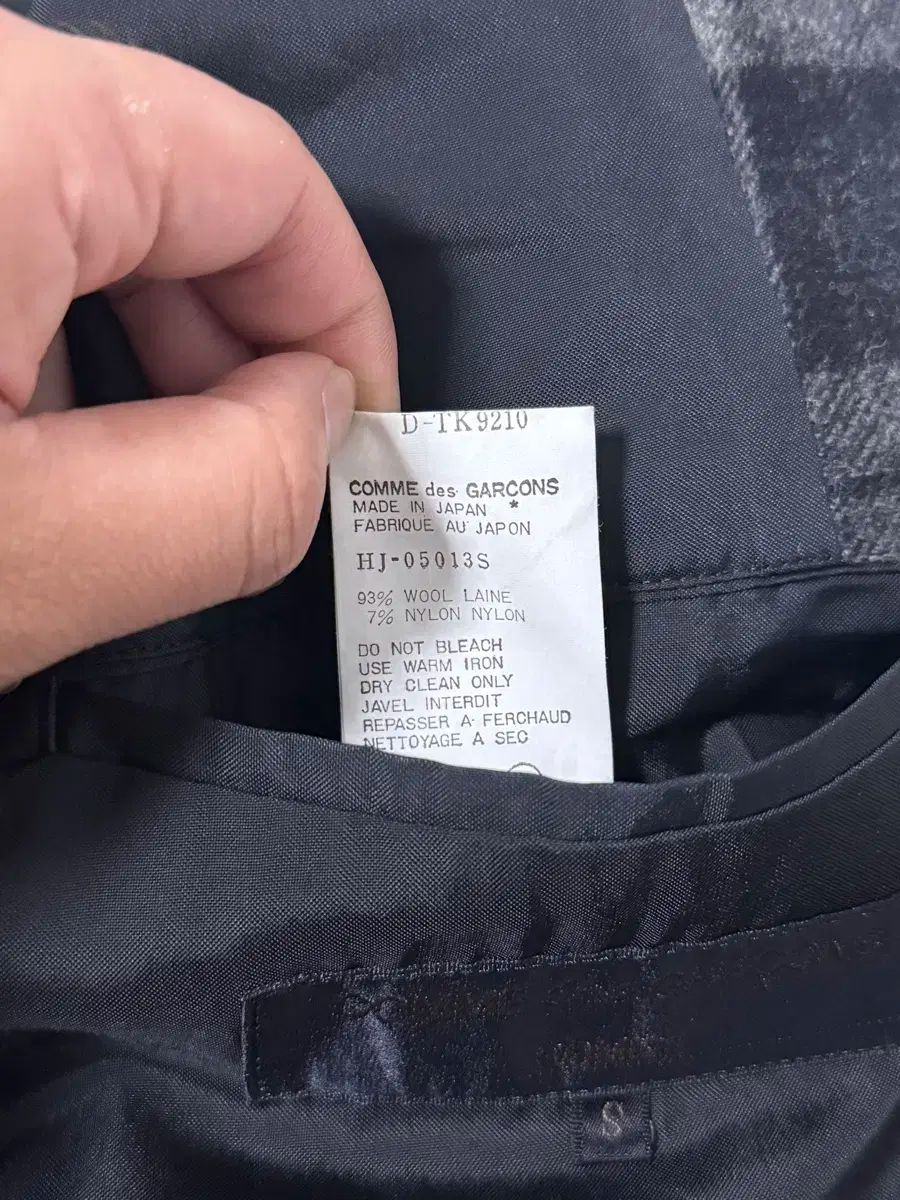 D-TK9210
COMME des GARCONS
MADE IN JAPAN *
FABRIQUE AU JAPON
HJ-05013S
93% WOOL LAINE
7% NYLON NYLON
DO NOT BLEACH
USE WARM IRON
DRY CLEAN ONLY
JAVEL INTERDIT
REPASSER A FERCHAUD
NETTOYAGE A SEC
S